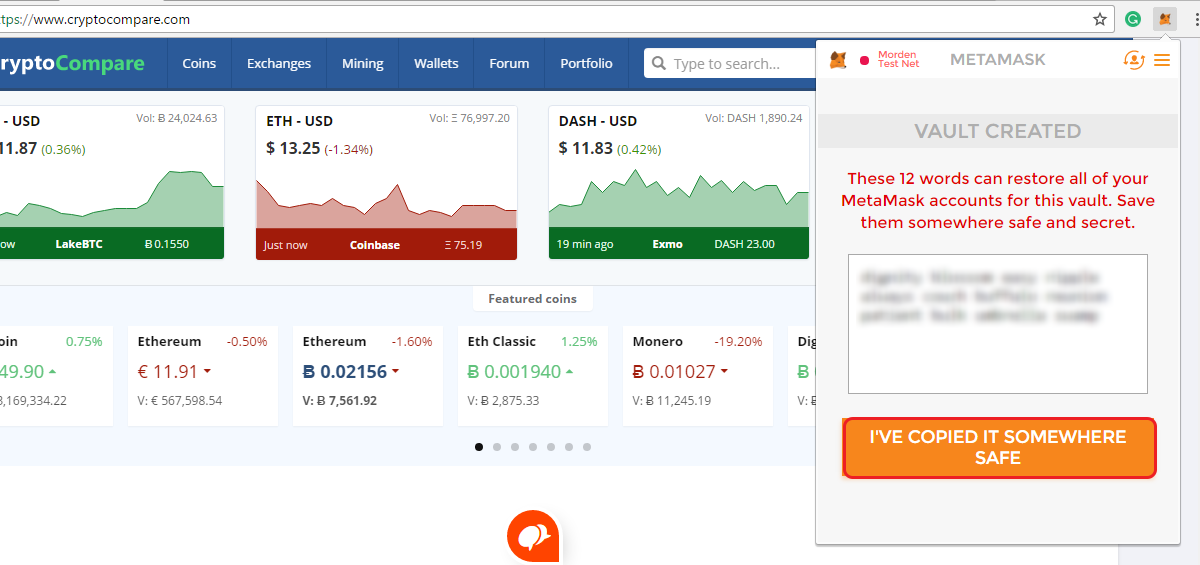 ttps://www.cryptocompare.com
ryptoCompare
Coins
Exchanges
Mining
Wallets
Forum
Portfolio
Type to search...
- USD
Vol: Ƀ 24,024.63
11.87 (0.36%)
ow
LakeBTC
Ƀ 0.1550
ETH - USD
Vol: Ξ 76,997.20
$ 13.25 (-1.34%)
Just now
Coinbase
Ξ 75.19
DASH - USD
Vol: DASH 1,890.24
$ 11.83 (0.42%)
19 min ago
Exmo
DASH 23.00
Featured coins
oin
0.75%
49.90
3,169,334.22
Ethereum
-0.50%
€ 11.91
V: € 567,598.54
Ethereum
-1.60%
Ƀ 0.02156
V: Ƀ 7,561.92
Eth Classic
1.25%
Ƀ 0.001940
V: Ƀ 2,875.33
Monero
-19.20%
Ƀ 0.01027
V: Ƀ 11,245.19
Dig
Ƀ
V: Ƀ
Morden
Test Net
METAMASK
VAULT CREATED
These 12 words can restore all of your
MetaMask accounts for this vault. Save
them somewhere safe and secret.
I'VE COPIED IT SOMEWHERE
SAFE